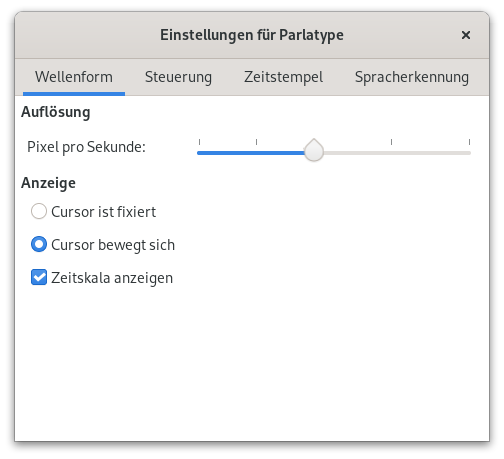 Einstellungen für Parlatype
Wellenform Steuerung Zeitstempel Spracherkennung
Auflösung
Pixel pro Sekunde:
Anzeige
Cursor ist fixiert
Cursor bewegt sich
Zeitskala anzeigen